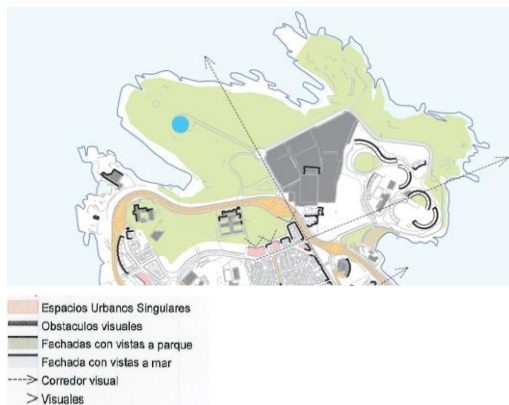 Espacios Urbanos Singulares
Obstaculos visuales
Fachadas con vistas a parque
Fachada con vistas a mar
Corredor visual
Visuales